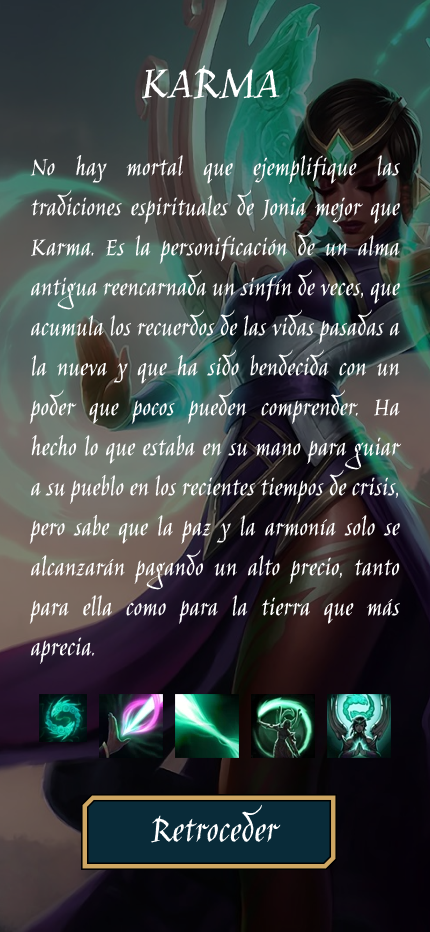 KARMA
No hay mortal que ejemplifique las
tradiciones espirituales de Jonia mejor que
Karma. Es la personificación de un alma
antigua reencarnada un sinfín de veces, que
acumula los recuerdos de las vidas pasadas a
la nueva y que ha sido bendecida con un
poder que pocos pueden comprender. Ha
hecho lo que estaba en su mano para guiar
a su pueblo en los recientes tiempos de crisis,
pero sabe que la paz y la armonía solo se
alcanzarán pagando un alto precio, tanto
para ella como para la tierra que más
aprecia.
Retroceder